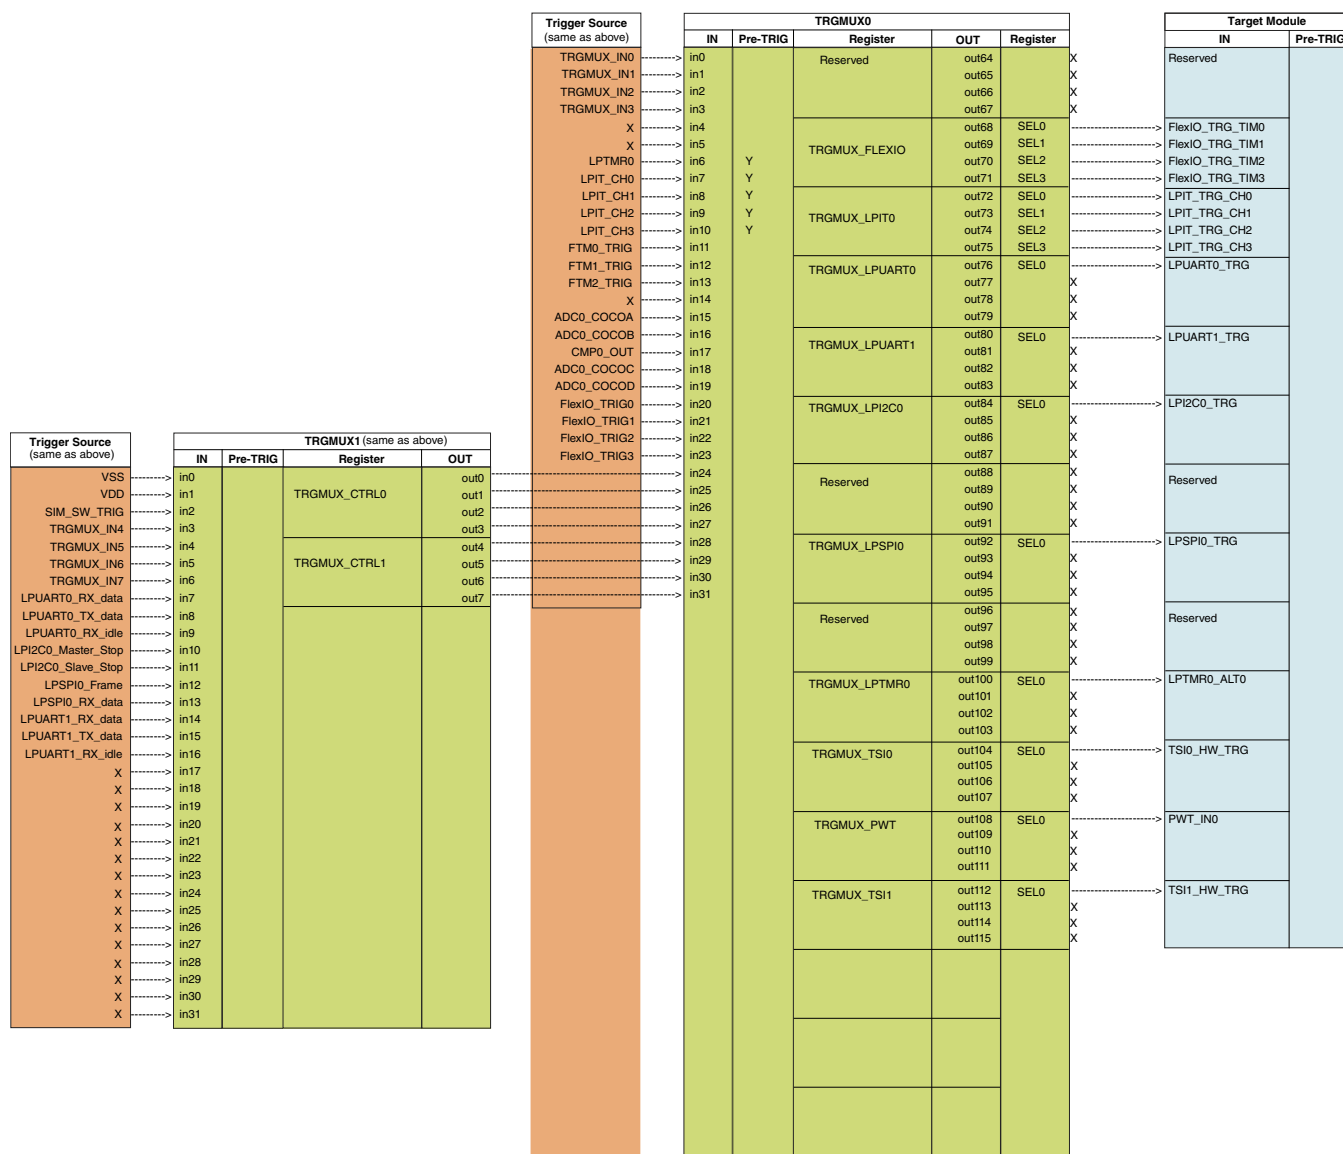 Trigger Source TRGMUX0 Target Module
(same as above) IN Pre-TRIG Register OUT Register IN Pre-TRIG
TRGMUX_IN0 --------> in0 Reserved out64 X Reserved
TRGMUX_IN1 --------> in1 out65 X
TRGMUX_IN2 --------> in2 out66 X
TRGMUX_IN3 --------> in3 out67 X
X --------> in4 out68 SEL0 --------> FlexIO_TRG_TIM0
X --------> in5 TRGMUX_FLEXIO out69 SEL1 --------> FlexIO_TRG_TIM1
LPTMR0 --------> in6 Y out70 SEL2 --------> FlexIO_TRG_TIM2
LPIT_CH0 --------> in7 Y out71 SEL3 --------> FlexIO_TRG_TIM3
LPIT_CH1 --------> in8 Y out72 SEL0 --------> LPIT_TRG_CH0
LPIT_CH2 --------> in9 Y TRGMUX_LPIT0 out73 SEL1 --------> LPIT_TRG_CH1
LPIT_CH3 --------> in10 Y out74 SEL2 --------> LPIT_TRG_CH2
FTM0_TRIG --------> in11 out75 SEL3 --------> LPIT_TRG_CH3
FTM1_TRIG --------> in12 TRGMUX_LPUART0 out76 SEL0 --------> LPUART0_TRG
FTM2_TRIG --------> in13 out77 X
X --------> in14 out78 X
ADC0_COCOA --------> in15 out79 X
ADC0_COCOB --------> in16 TRGMUX_LPUART1 out80 SEL0 --------> LPUART1_TRG
CMP0_OUT --------> in17 out81 X
ADC0_COCOC --------> in18 out82 X
ADC0_COCOD --------> in19 out83 X
FlexIO_TRIG0 --------> in20 TRGMUX_LPI2C0 out84 SEL0 --------> LPI2C0_TRG
FlexIO_TRIG1 --------> in21 out85 X
FlexIO_TRIG2 --------> in22 out86 X
FlexIO_TRIG3 --------> in23 out87 X
Trigger Source TRGMUX1 (same as above)
(same as above) IN Pre-TRIG Register OUT
VSS --------> in0 out0 --------> in24 Reserved out88 X Reserved
VDD --------> in1 TRGMUX_CTRL0 out1 --------> in25 out89 X
SIM_SW_TRIG --------> in2 out2 --------> in26 out90 X
TRGMUX_IN4 --------> in3 out3 --------> in27 out91 X
TRGMUX_IN5 --------> in4 out4 --------> in28 TRGMUX_LPSPI0 out92 SEL0 --------> LPSPI0_TRG
TRGMUX_IN6 --------> in5 TRGMUX_CTRL1 out5 --------> in29 out93 X
TRGMUX_IN7 --------> in6 out6 --------> in30 out94 X
LPUART0_RX_data --------> in7 out7 --------> in31 out95 X
LPUART0_TX_data --------> in8 Reserved out96 X Reserved
LPUART0_RX_idle --------> in9 out97 X
LPI2C0_Master_Stop --------> in10 out98 X
LPI2C0_Slave_Stop --------> in11 out99 X
LPSPI0_Frame --------> in12 TRGMUX_LPTMR0 out100 SEL0 --------> LPTMR0_ALT0
LPSPI0_RX_data --------> in13 out101 X
LPUART1_RX_data --------> in14 out102 X
LPUART1_TX_data --------> in15 out103 X
LPUART1_RX_idle --------> in16 TRGMUX_TSI0 out104 SEL0 --------> TSI0_HW_TRG
X --------> in17 out105 X
X --------> in18 out106 X
X --------> in19 out107 X
X --------> in20 TRGMUX_PWT out108 SEL0 --------> PWT_IN0
X --------> in21 out109 X
X --------> in22 out110 X
X --------> in23 out111 X
X --------> in24 TRGMUX_TSI1 out112 SEL0 --------> TSI1_HW_TRG
X --------> in25 out113 X
X --------> in26 out114 X
X --------> in27 out115 X
X --------> in28
X --------> in29
X --------> in30
X --------> in31